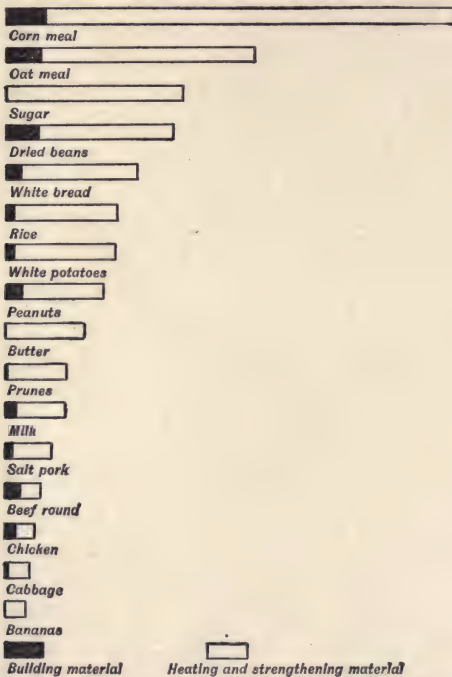 Corn meal
Oat meal
Sugar
Dried beans
White bread
Rice
White potatoes
Peanuts
Butter
Prunes
Milk
Salt pork
Beef round
Chicken
Cabbage
Bananas
Building material Heating and strengthening material